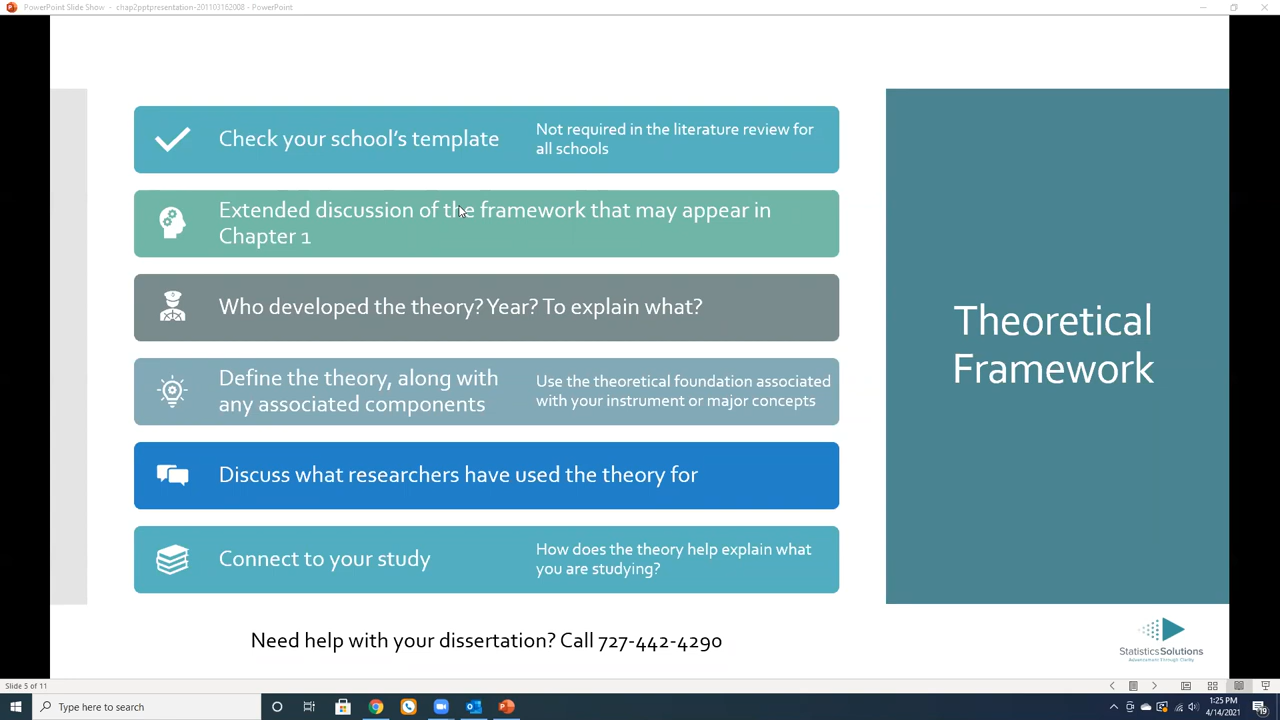 PowerPoint Slide Show - chap2pptpresentation-201103162008 - PowerPoint
Check your school's template
Not required in the literature review for
all schools
Extended discussion of the framework that may appear in
Chapter 1
Who developed the theory? Year? To explain what?
Define the theory, along with
any associated components
Use the theoretical foundation associated
with your instrument or major concepts
Discuss what researchers have used the theory for
Connect to your study
How does the theory help explain what
you are studying?
Theoretical
Framework
Need help with your dissertation? Call 727-442-4290
StatisticsSolutions
Advancement Through Clarity
Slide 5 of 11
Type here to search
1:25 PM
4/14/2021
19